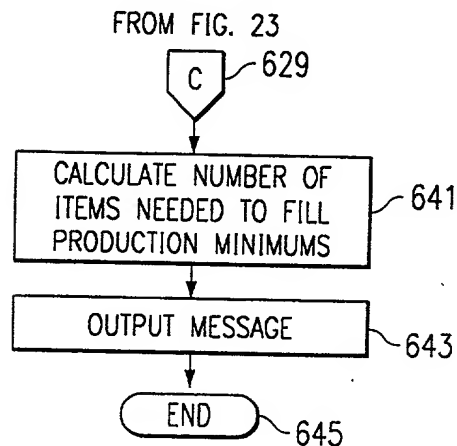 FROM FIG. 23
C
629
CALCULATE NUMBER OF
ITEMS NEEDED TO FILL
PRODUCTION MINIMUMS
641
OUTPUT MESSAGE
643
END
645